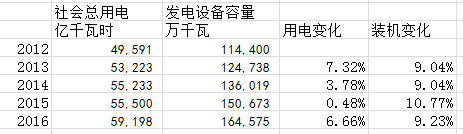 社会总用电 发电设备容量
亿千瓦时 万千瓦 用电变化 装机变化
2012 49,591 114,400
2013 53,223 124,738 7.32% 9.04%
2014 55,233 136,019 3.78% 9.04%
2015 55,500 150,673 0.48% 10.77%
2016 59,198 164,575 6.66% 9.23%